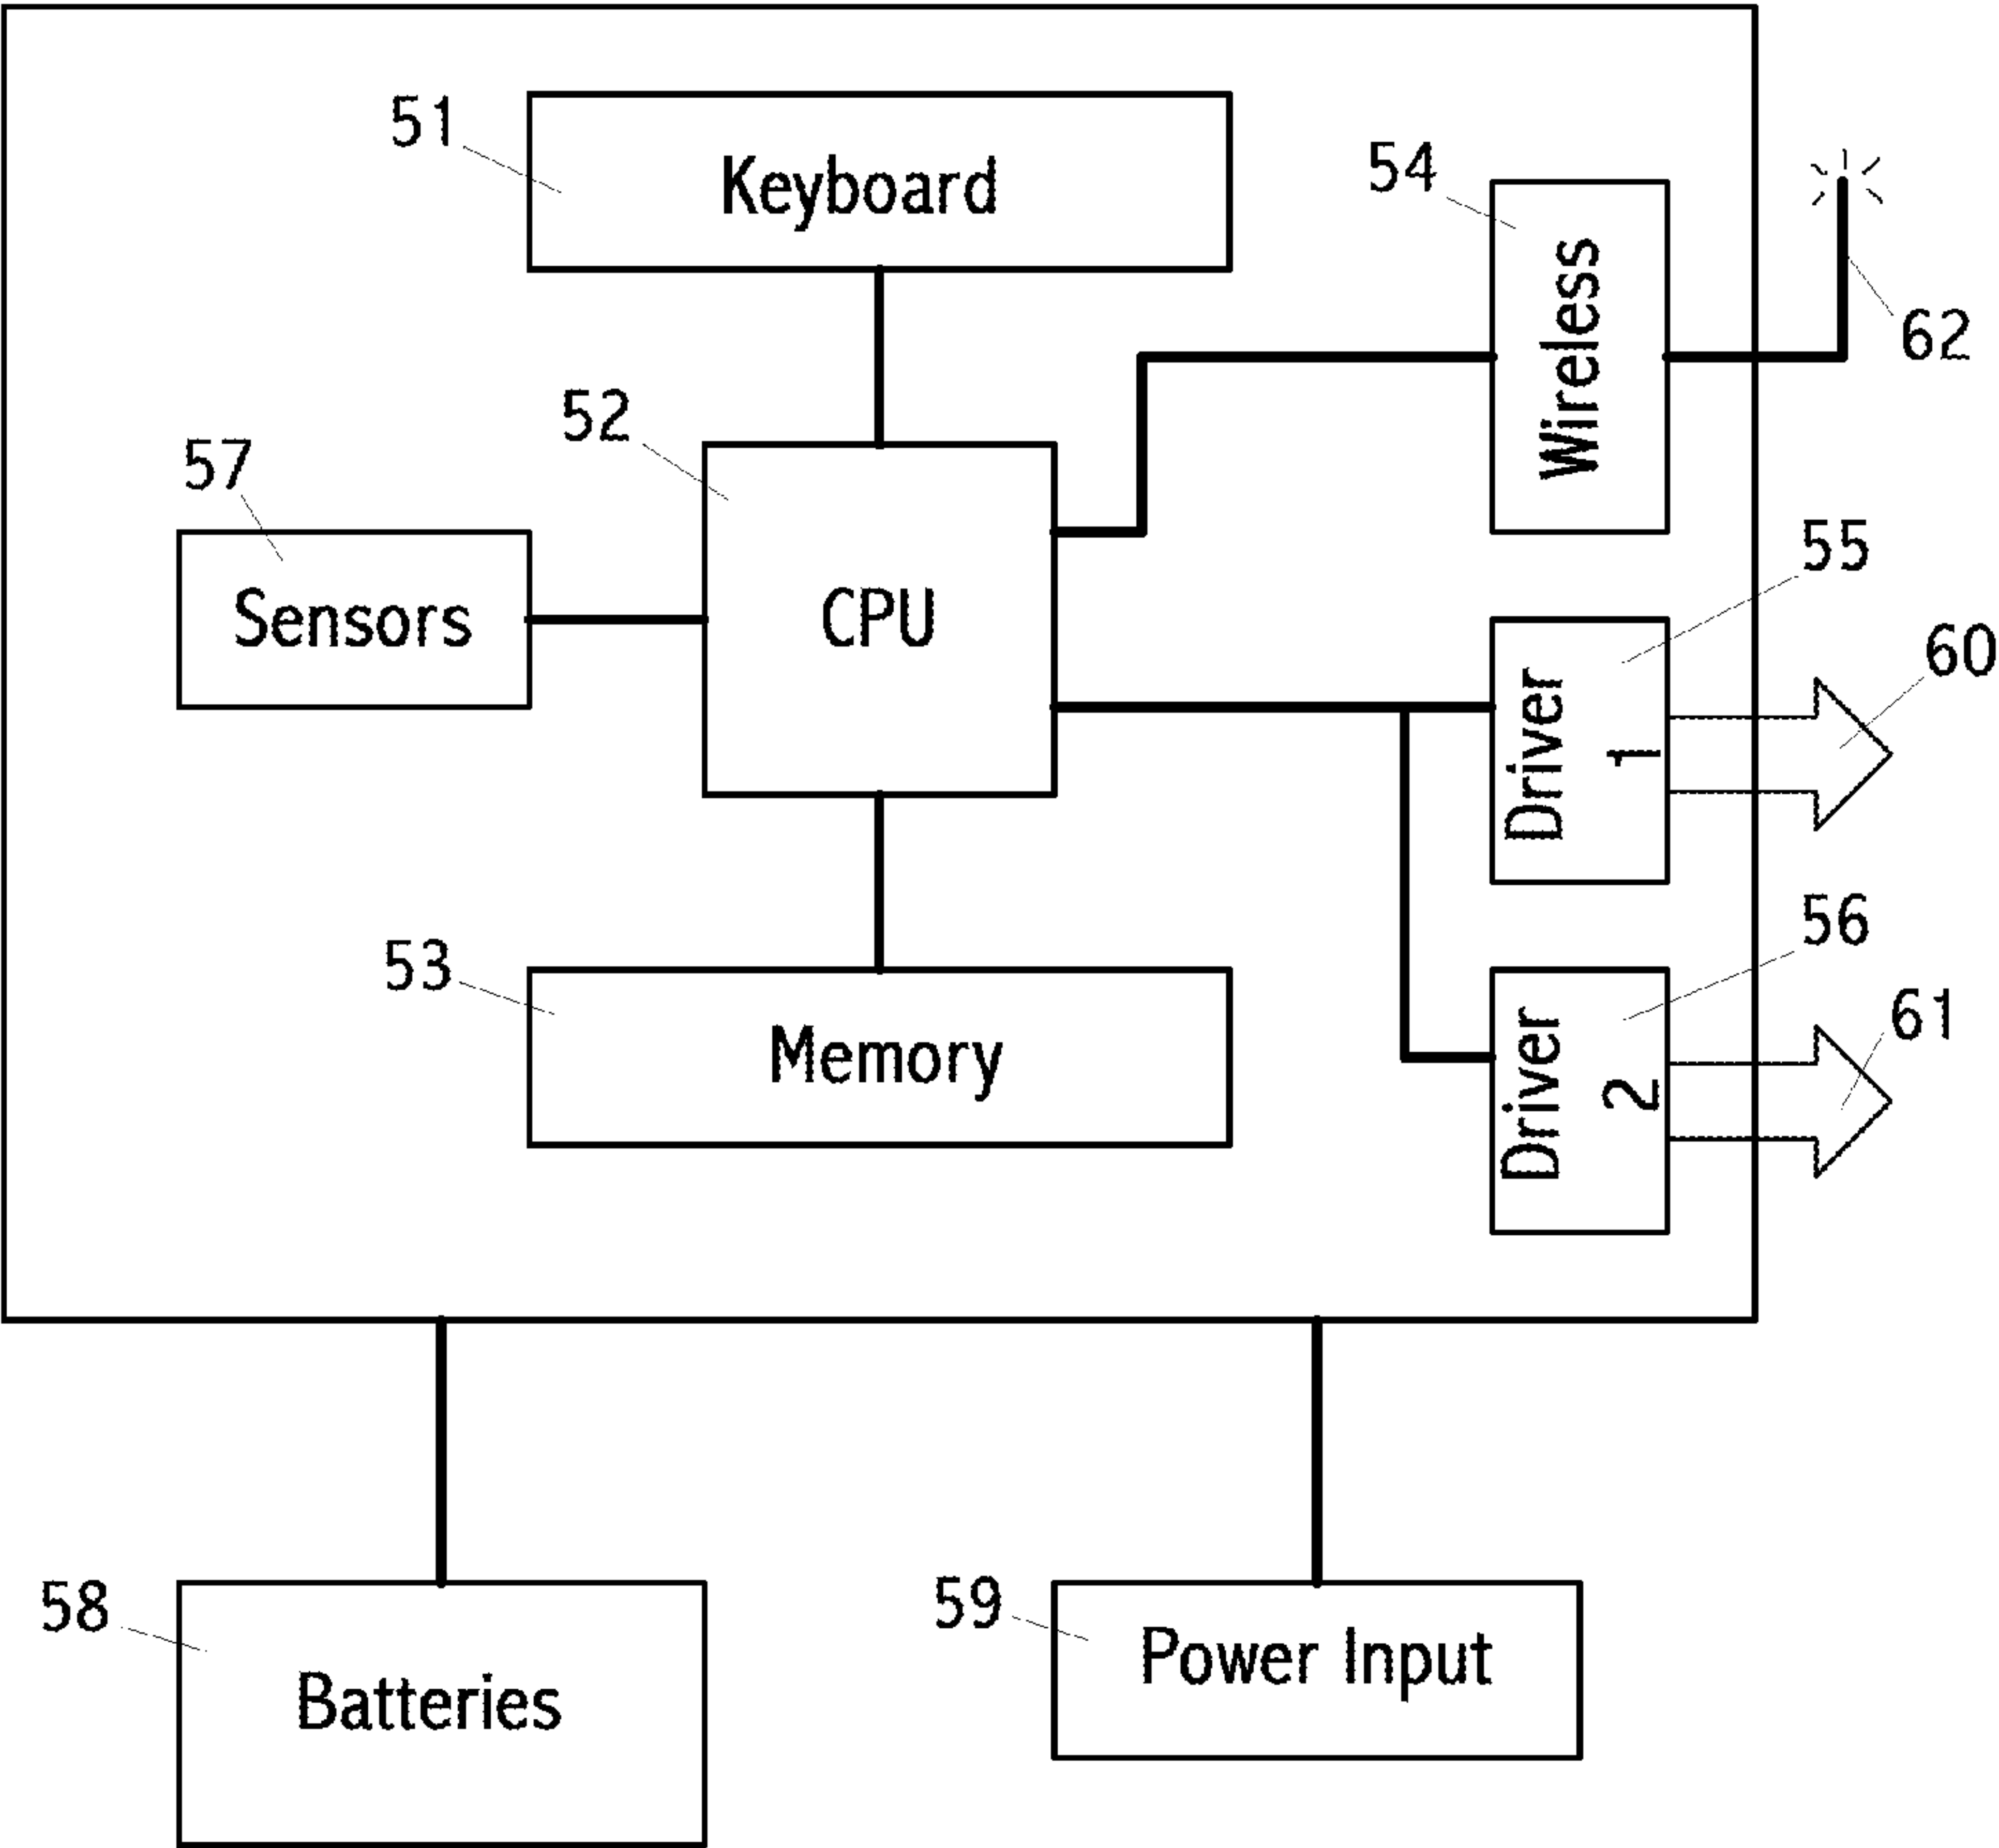 51
Keyboard
54
Wireless
62
52
57
Sensors
CPU
55
Driver
1
60
53
Memory
56
Driver
2
61
58
Batteries
59
Power Input